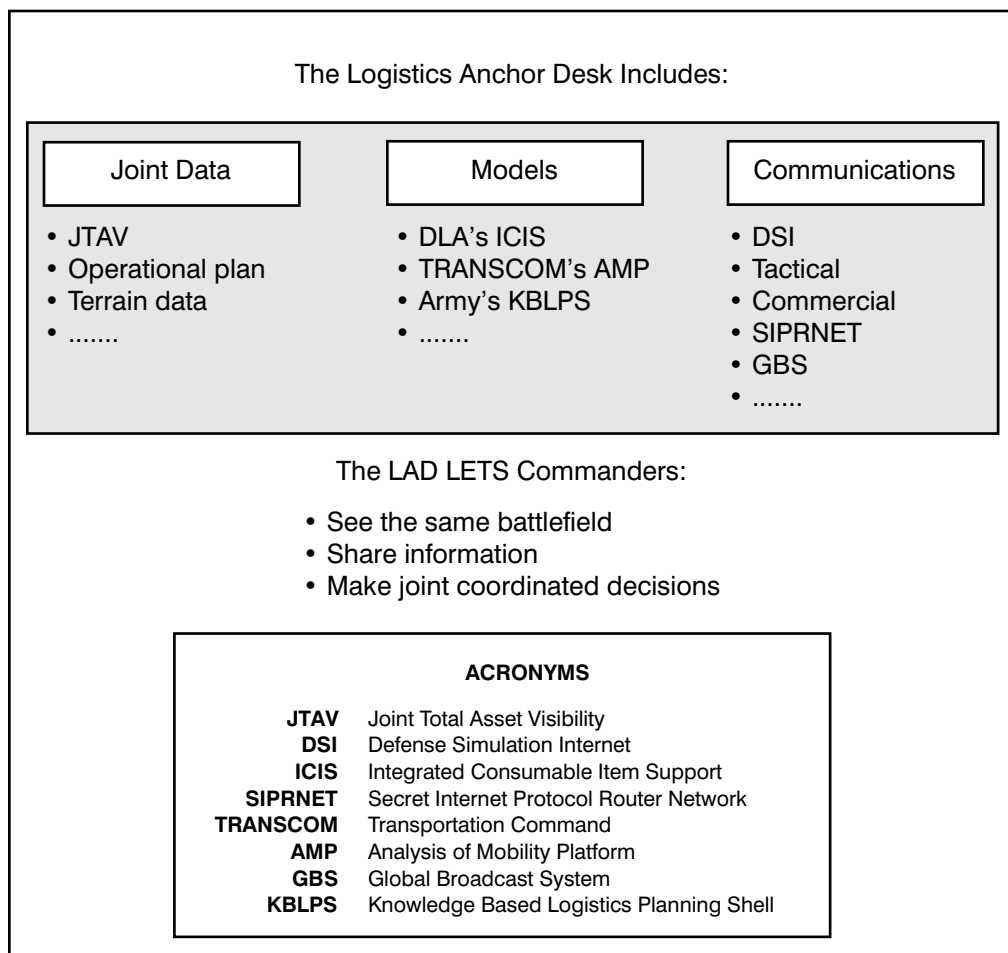 The Logistics Anchor Desk Includes:
Joint Data
• JTAV
• Operational plan
• Terrain data
• .......
Models
• DLA's ICIS
• TRANSCOM's AMP
• Army's KBLPS
• .......
Communications
• DSI
• Tactical
• Commercial
• SIPRNET
• GBS
• .......
The LAD LETS Commanders:
• See the same battlefield
• Share information
• Make joint coordinated decisions
ACRONYMS
JTAV Joint Total Asset Visibility
DSI Defense Simulation Internet
ICIS Integrated Consumable Item Support
SIPRNET Secret Internet Protocol Router Network
TRANSCOM Transportation Command
AMP Analysis of Mobility Platform
GBS Global Broadcast System
KBLPS Knowledge Based Logistics Planning Shell